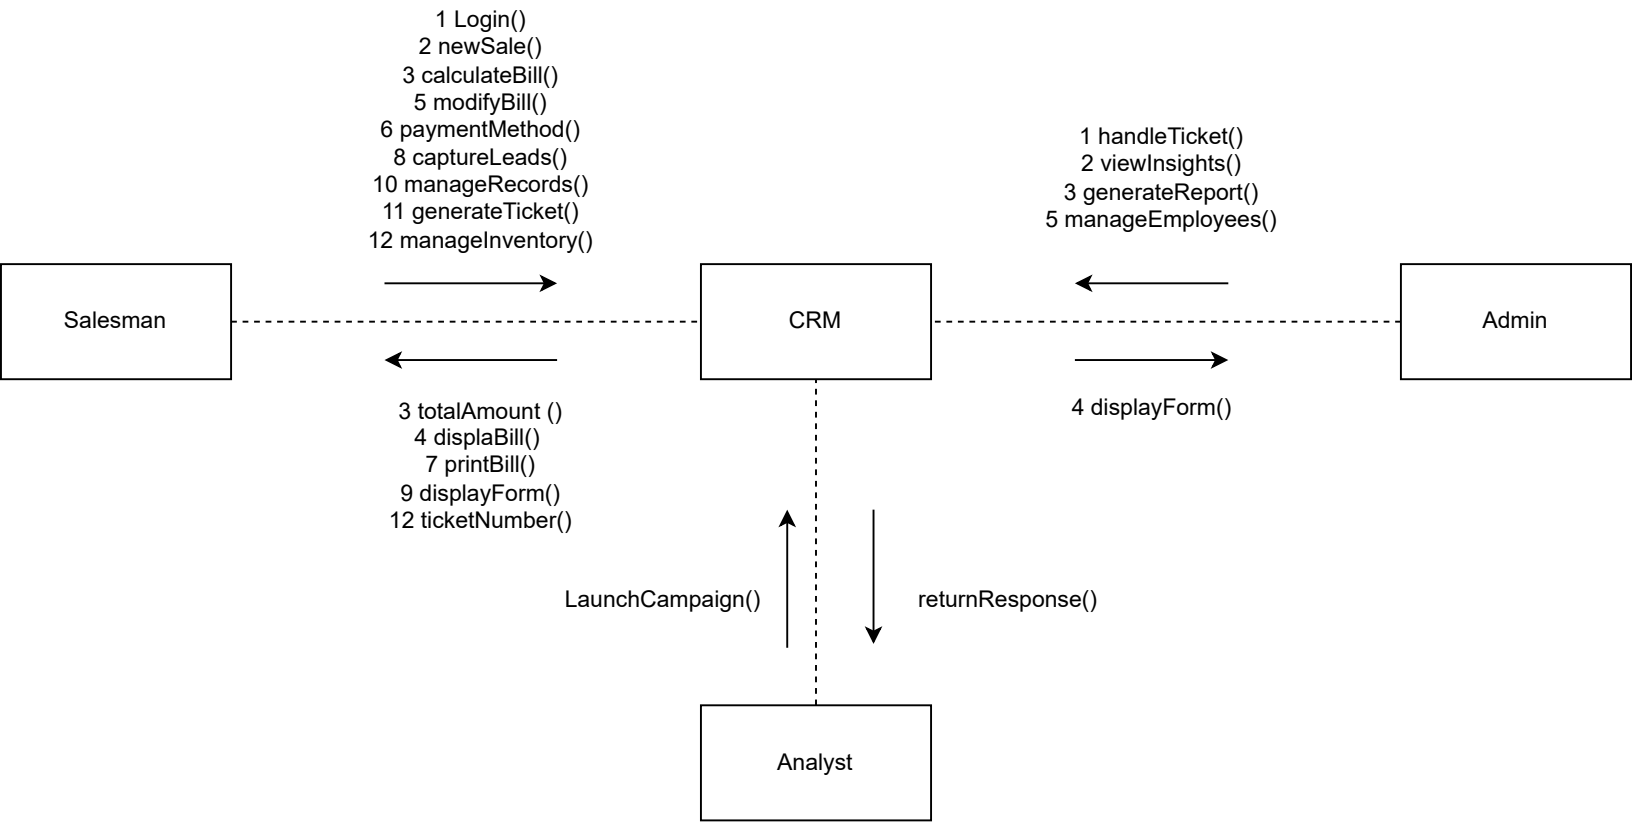 1 Login()
2 newSale()
3 calculateBill()
5 modifyBill()
6 paymentMethod()
8 captureLeads()
10 manageRecords()
11 generateTicket()
12 manageInventory()
1 handleTicket()
2 viewInsights()
3 generateReport()
5 manageEmployees()
Salesman
CRM
Admin
3 totalAmount ()
4 displaBill()
7 printBill()
9 displayForm()
12 ticketNumber()
4 displayForm()
LaunchCampaign()
returnResponse()
Analyst